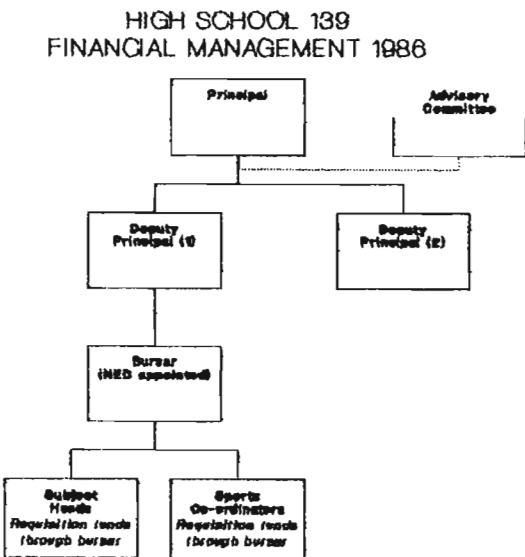 HIGH SCHOOL 139
FINANCIAL MANAGEMENT 1986
Principal
Advisory
Committee
Deputy
Principal (1)
Deputy
Principal (2)
Bursar
(NED appointed)
Subject
Heads
Requisition funds
through bursar
Sports
Co-ordinators
Requisition funds
through bursar